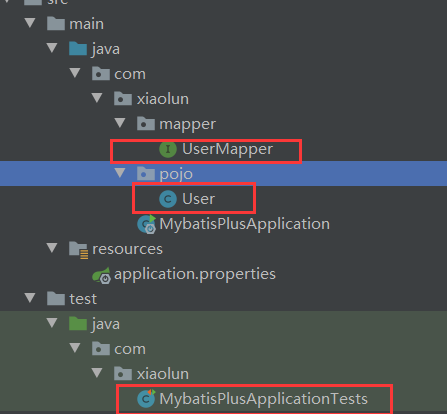 src
main
java
com
xiaolun
mapper
UserMapper
pojo
User
MybatisPlusApplication
resources
application.properties
test
java
com
xiaolun
MybatisPlusApplicationTests